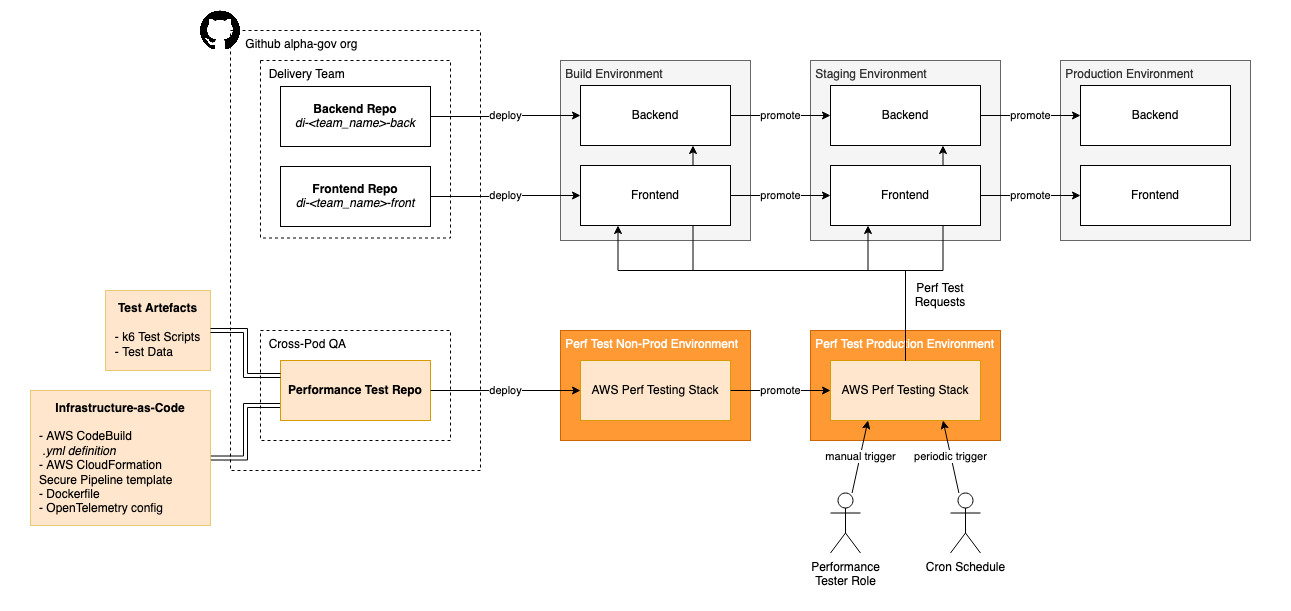 Github alpha-gov org
Delivery Team
Backend Repo
di-<team_name>-back
Frontend Repo
di-<team_name>-front
deploy
deploy
Build Environment
Backend
Frontend
promote
promote
Staging Environment
Backend
Frontend
promote
promote
Production Environment
Backend
Frontend
Perf Test
Requests
Test Artefacts
- k6 Test Scripts
- Test Data
Infrastructure-as-Code
- AWS CodeBuild
.yml definition
- AWS CloudFormation
Secure Pipeline template
- Dockerfile
- OpenTelemetry config
Cross-Pod QA
Performance Test Repo
deploy
Perf Test Non-Prod Environment
AWS Perf Testing Stack
promote
Perf Test Production Environment
AWS Perf Testing Stack
manual trigger
periodic trigger
Performance
Tester Role
Cron Schedule